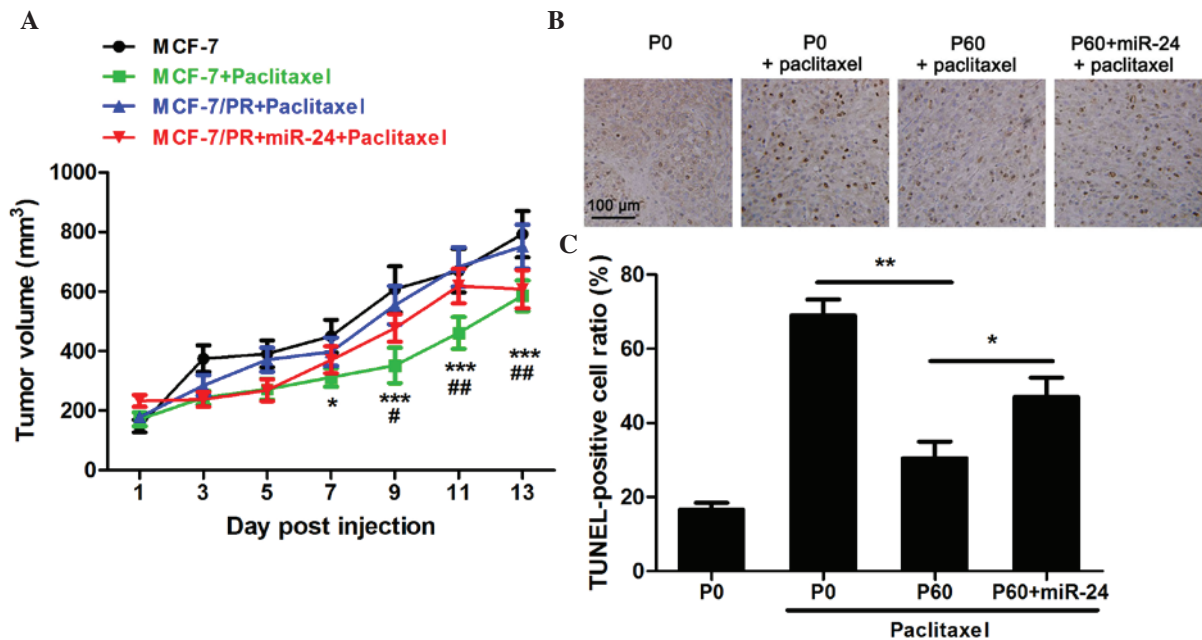 A
MCF-7
MCF-7+Paclitaxel
MCF-7/PR+Paclitaxel
MCF-7/PR+miR-24+Paclitaxel
Tumor volume (mm³)
1000
800
600
400
200
0
*
***
#
***
##
***
##
1 3 5 7 9 11 13
Day post injection
B
P0
P0
+ paclitaxel
P60
+ paclitaxel
P60+miR-24
+ paclitaxel
100 µm
C
TUNEL-positive cell ratio (%)
80
60
40
20
0
**
*
P0 P0 P60 P60+miR-24
Paclitaxel